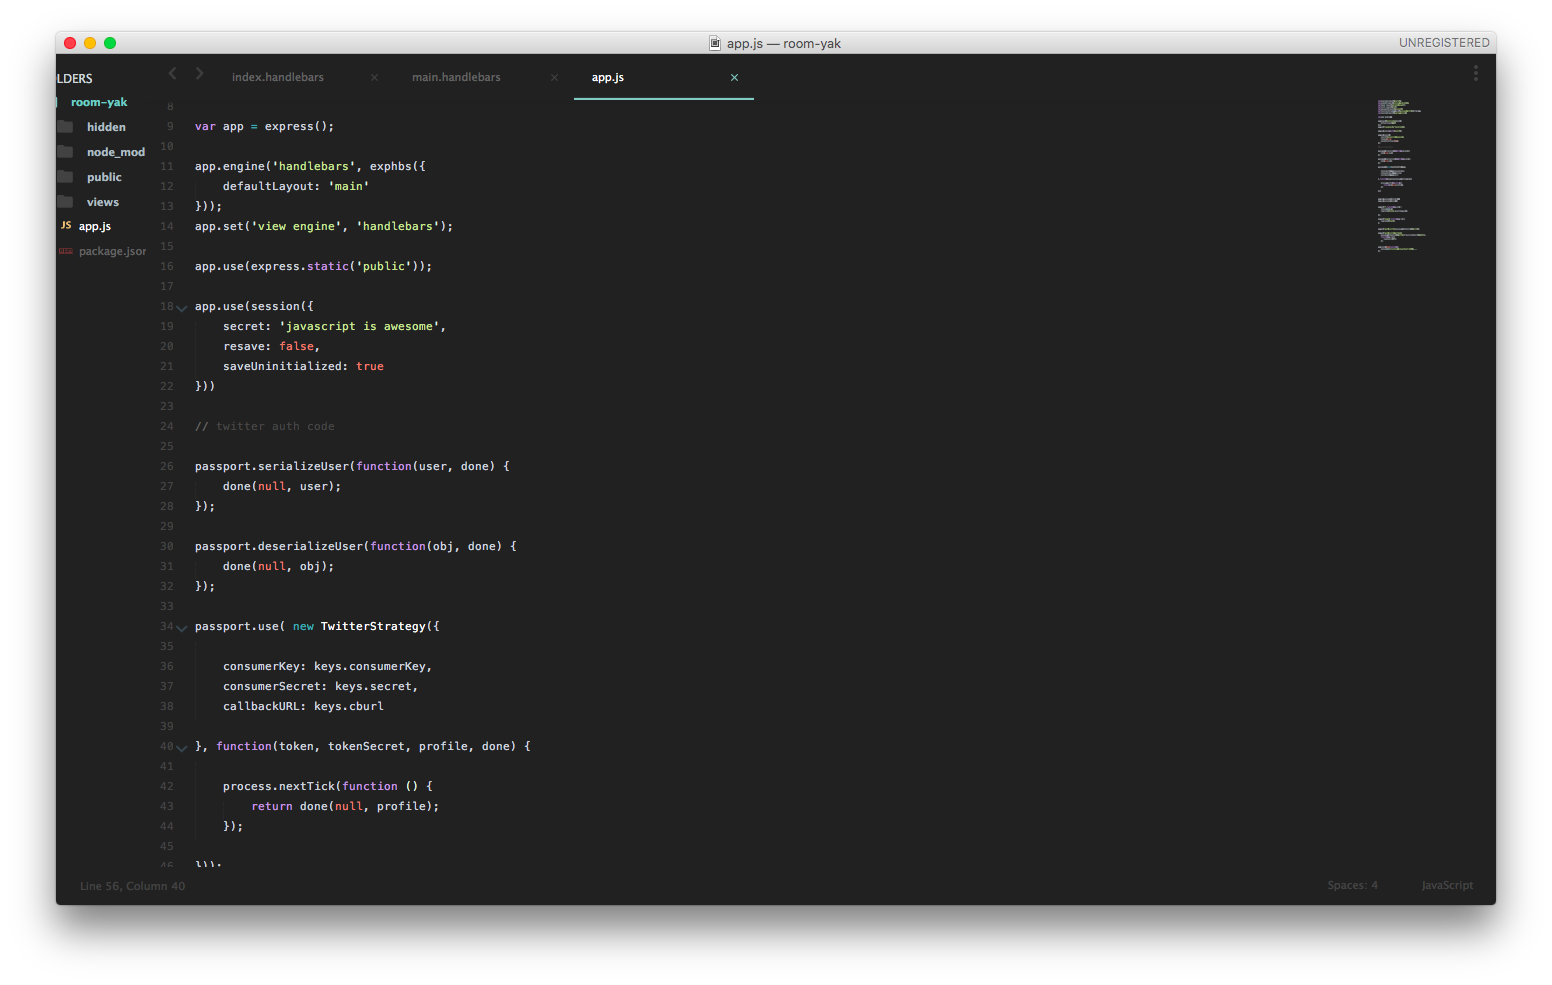 app.js — room-yak
UNREGISTERED
LDERS
room-yak
hidden
node_mod
public
views
JS app.js
package.jsor
index.handlebars
main.handlebars
app.js
8
9 var app = express();
10
11 app.engine('handlebars', exphbs({
12 defaultLayout: 'main'
13 }));
14 app.set('view engine', 'handlebars');
15
16 app.use(express.static('public'));
17
18 app.use(session({
19 secret: 'javascript is awesome',
20 resave: false,
21 saveUninitialized: true
22 }))
23
24 // twitter auth code
25
26 passport.serializeUser(function(user, done) {
27 done(null, user);
28 });
29
30 passport.deserializeUser(function(obj, done) {
31 done(null, obj);
32 });
33
34 passport.use( new TwitterStrategy({
35
36 consumerKey: keys.consumerKey,
37 consumerSecret: keys.secret,
38 callbackURL: keys.cburl
39
40 }, function(token, tokenSecret, profile, done) {
41
42 process.nextTick(function () {
43 return done(null, profile);
44 });
45
46 }));
Line 56, Column 40
Spaces: 4
JavaScript